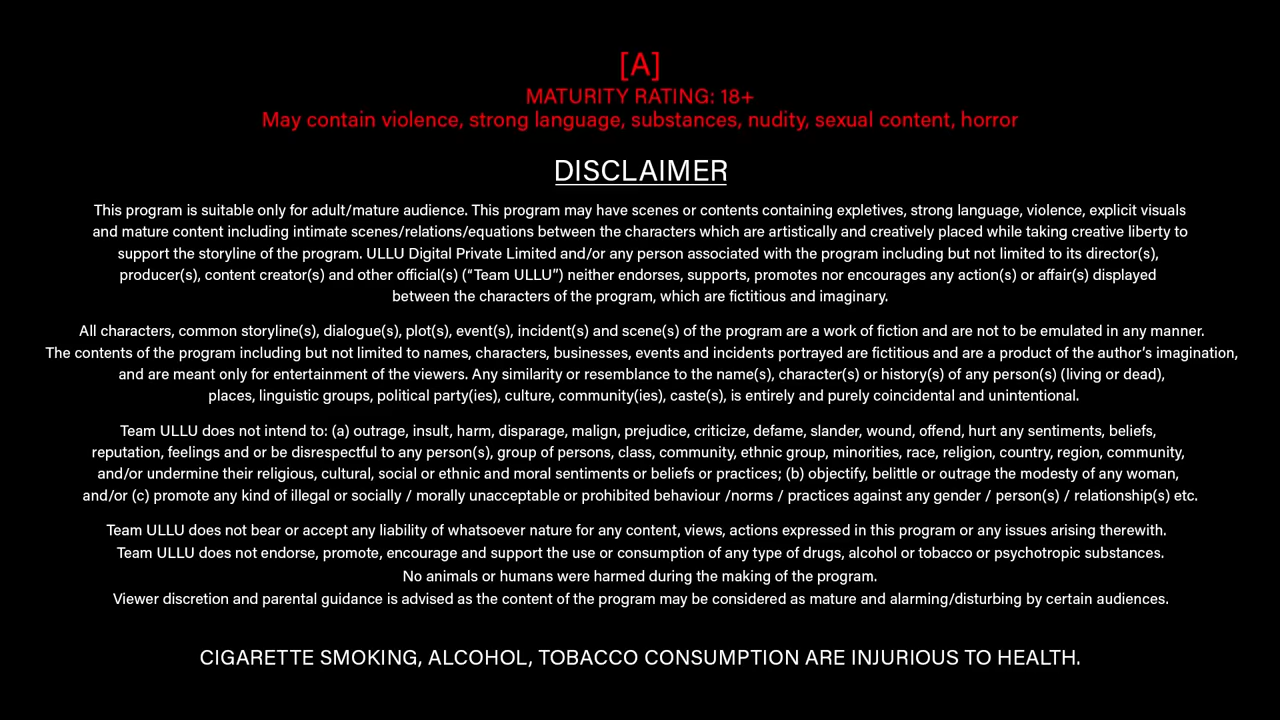 [A]
MATURITY RATING: 18+
May contain violence, strong language, substances, nudity, sexual content, horror
DISCLAIMER
This program is suitable only for adult/mature audience. This program may have scenes or contents containing expletives, strong language, violence, explicit visuals
and mature content including intimate scenes/relations/equations between the characters which are artistically and creatively placed while taking creative liberty to
support the storyline of the program. ULLU Digital Private Limited and/or any person associated with the program including but not limited to its director(s),
producer(s), content creator(s) and other official(s) (“Team ULLU”) neither endorses, supports, promotes nor encourages any action(s) or affair(s) displayed
between the characters of the program, which are fictitious and imaginary.
All characters, common storyline(s), dialogue(s), plot(s), event(s), incident(s) and scene(s) of the program are a work of fiction and are not to be emulated in any manner.
The contents of the program including but not limited to names, characters, businesses, events and incidents portrayed are fictitious and are a product of the author’s imagination,
and are meant only for entertainment of the viewers. Any similarity or resemblance to the name(s), character(s) or history(s) of any person(s) (living or dead),
places, linguistic groups, political party(ies), culture, community(ies), caste(s), is entirely and purely coincidental and unintentional.
Team ULLU does not intend to: (a) outrage, insult, harm, disparage, malign, prejudice, criticize, defame, slander, wound, offend, hurt any sentiments, beliefs,
reputation, feelings and or be disrespectful to any person(s), group of persons, class, community, ethnic group, minorities, race, religion, country, region, community,
and/or undermine their religious, cultural, social or ethnic and moral sentiments or beliefs or practices; (b) objectify, belittle or outrage the modesty of any woman,
and/or (c) promote any kind of illegal or socially / morally unacceptable or prohibited behaviour /norms / practices against any gender / person(s) / relationship(s) etc.
Team ULLU does not bear or accept any liability of whatsoever nature for any content, views, actions expressed in this program or any issues arising therewith.
Team ULLU does not endorse, promote, encourage and support the use or consumption of any type of drugs, alcohol or tobacco or psychotropic substances.
No animals or humans were harmed during the making of the program.
Viewer discretion and parental guidance is advised as the content of the program may be considered as mature and alarming/disturbing by certain audiences.
CIGARETTE SMOKING, ALCOHOL, TOBACCO CONSUMPTION ARE INJURIOUS TO HEALTH.